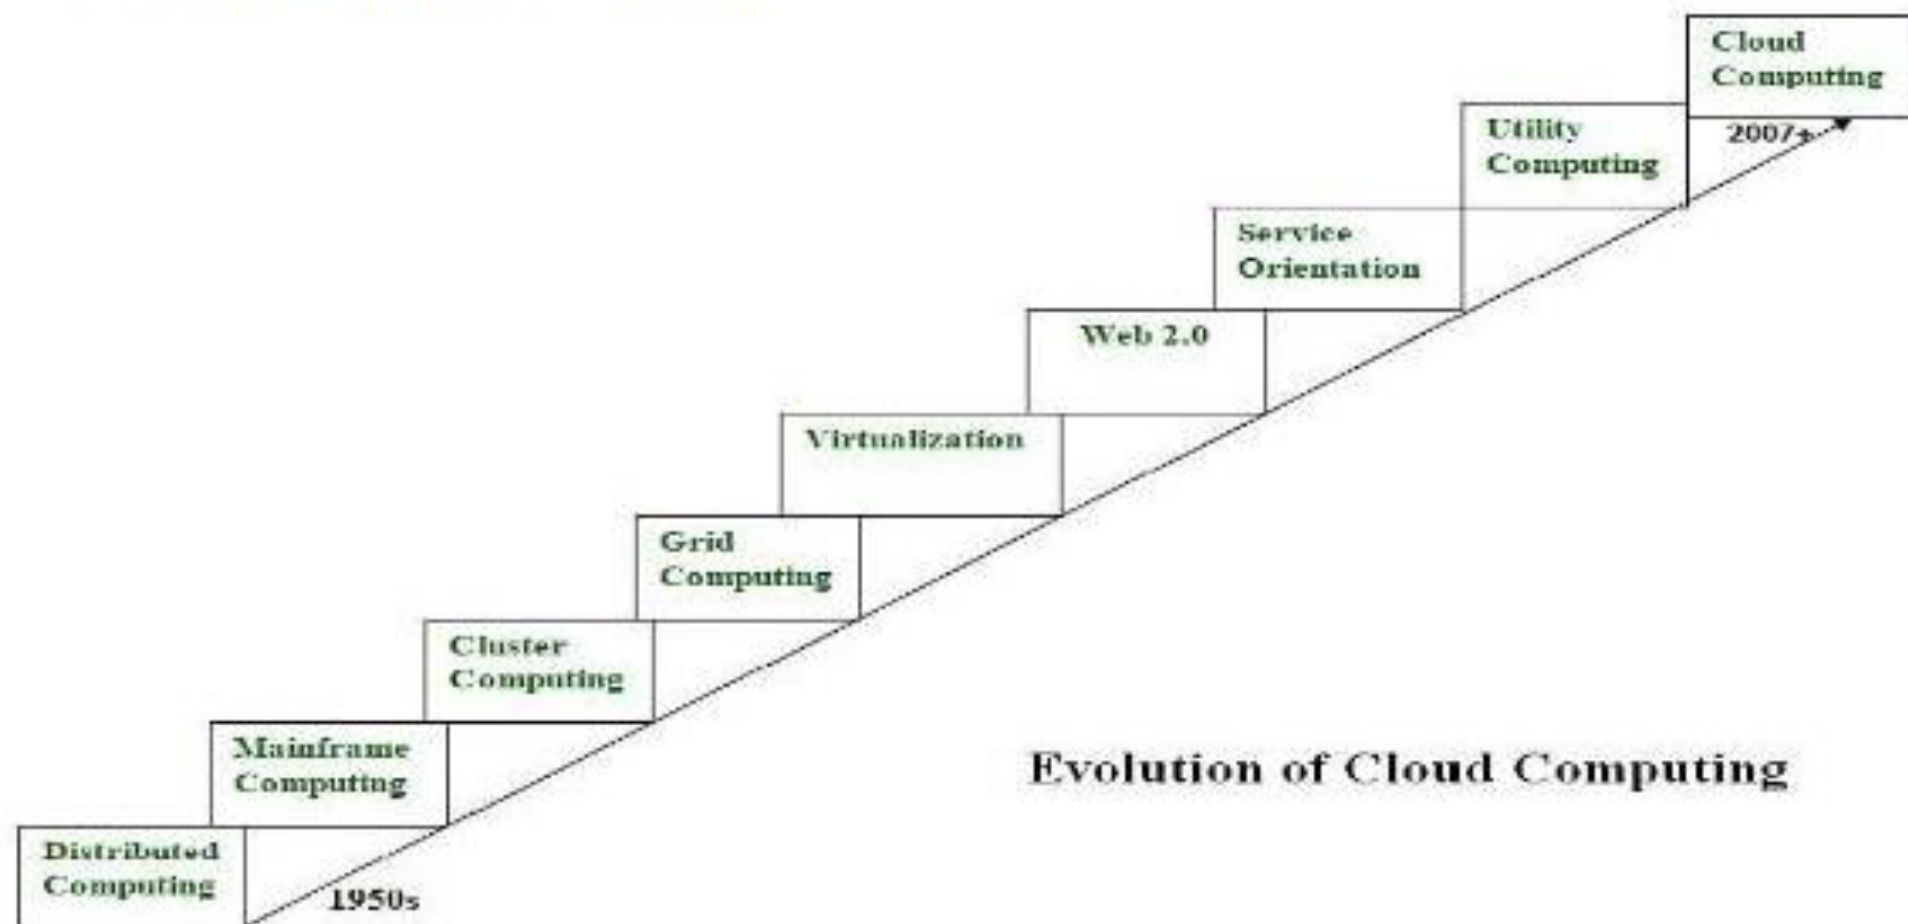 Cloud
Computing
2007+
Utility
Computing
Service
Orientation
Web 2.0
Virtualization
Grid
Computing
Cluster
Computing
Mainframe
Computing
Distributed
Computing
1950s
Evolution of Cloud Computing